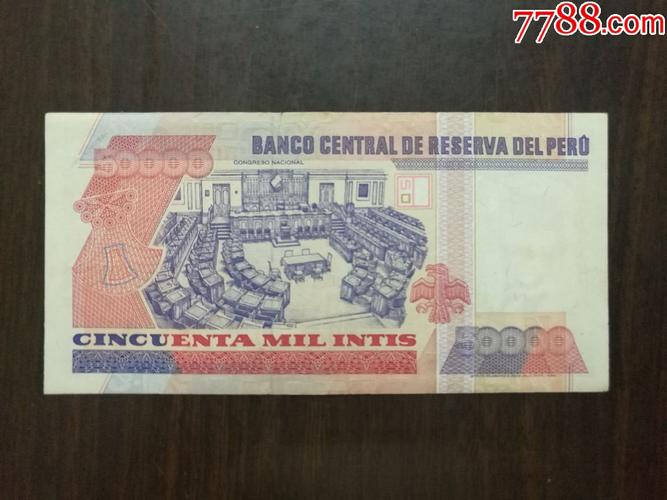 7788.com
BANCO CENTRAL DE RESERVA DEL PERÚ
50000
CONGRESO NACIONAL
CINCUENTA MIL INTIS
50000